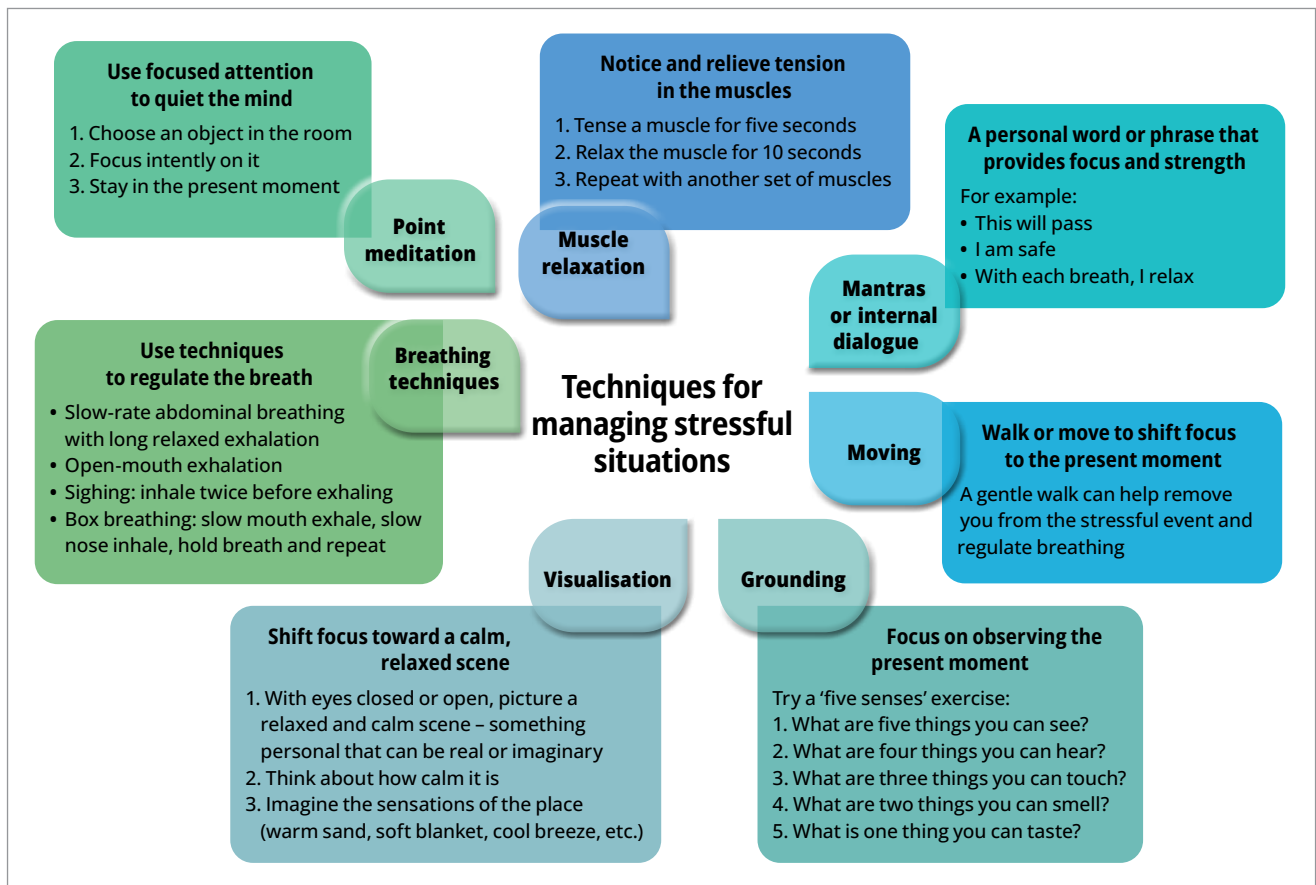 Techniques for
managing stressful
situations
Point
meditation
Use focused attention
to quiet the mind
1. Choose an object in the room
2. Focus intently on it
3. Stay in the present moment
Muscle
relaxation
Notice and relieve tension
in the muscles
1. Tense a muscle for five seconds
2. Relax the muscle for 10 seconds
3. Repeat with another set of muscles
Mantras
or internal
dialogue
A personal word or phrase that
provides focus and strength
For example:
• This will pass
• I am safe
• With each breath, I relax
Moving
Walk or move to shift focus
to the present moment
A gentle walk can help remove
you from the stressful event and
regulate breathing
Grounding
Focus on observing the
present moment
Try a ‘five senses’ exercise:
1. What are five things you can see?
2. What are four things you can hear?
3. What are three things you can touch?
4. What are two things you can smell?
5. What is one thing you can taste?
Visualisation
Shift focus toward a calm,
relaxed scene
1. With eyes closed or open, picture a
relaxed and calm scene – something
personal that can be real or imaginary
2. Think about how calm it is
3. Imagine the sensations of the place
(warm sand, soft blanket, cool breeze, etc.)
Breathing
techniques
Use techniques
to regulate the breath
• Slow-rate abdominal breathing
with long relaxed exhalation
• Open-mouth exhalation
• Sighing: inhale twice before exhaling
• Box breathing: slow mouth exhale, slow
nose inhale, hold breath and repeat